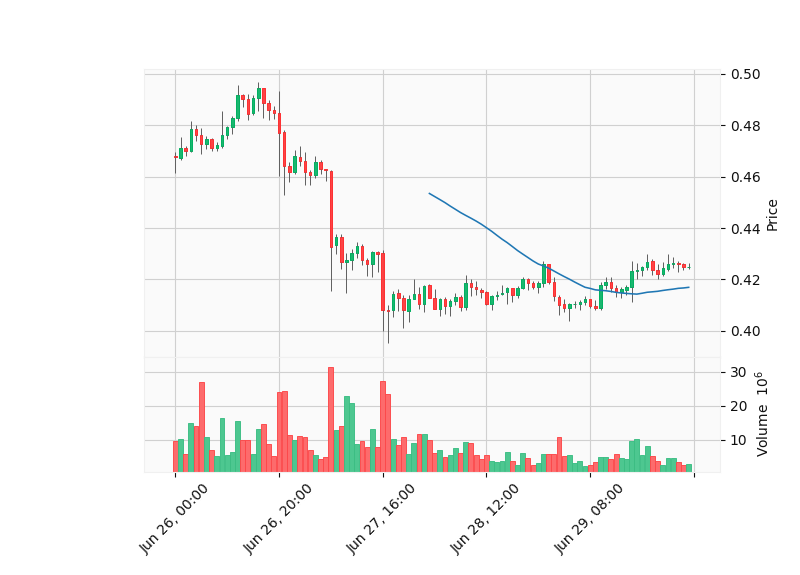 0.50
0.48
0.46
0.44
0.42
0.40
Price
30
20
10
Volume 10^6
Jun 26, 00:00
Jun 26, 20:00
Jun 27, 16:00
Jun 28, 12:00
Jun 29, 08:00